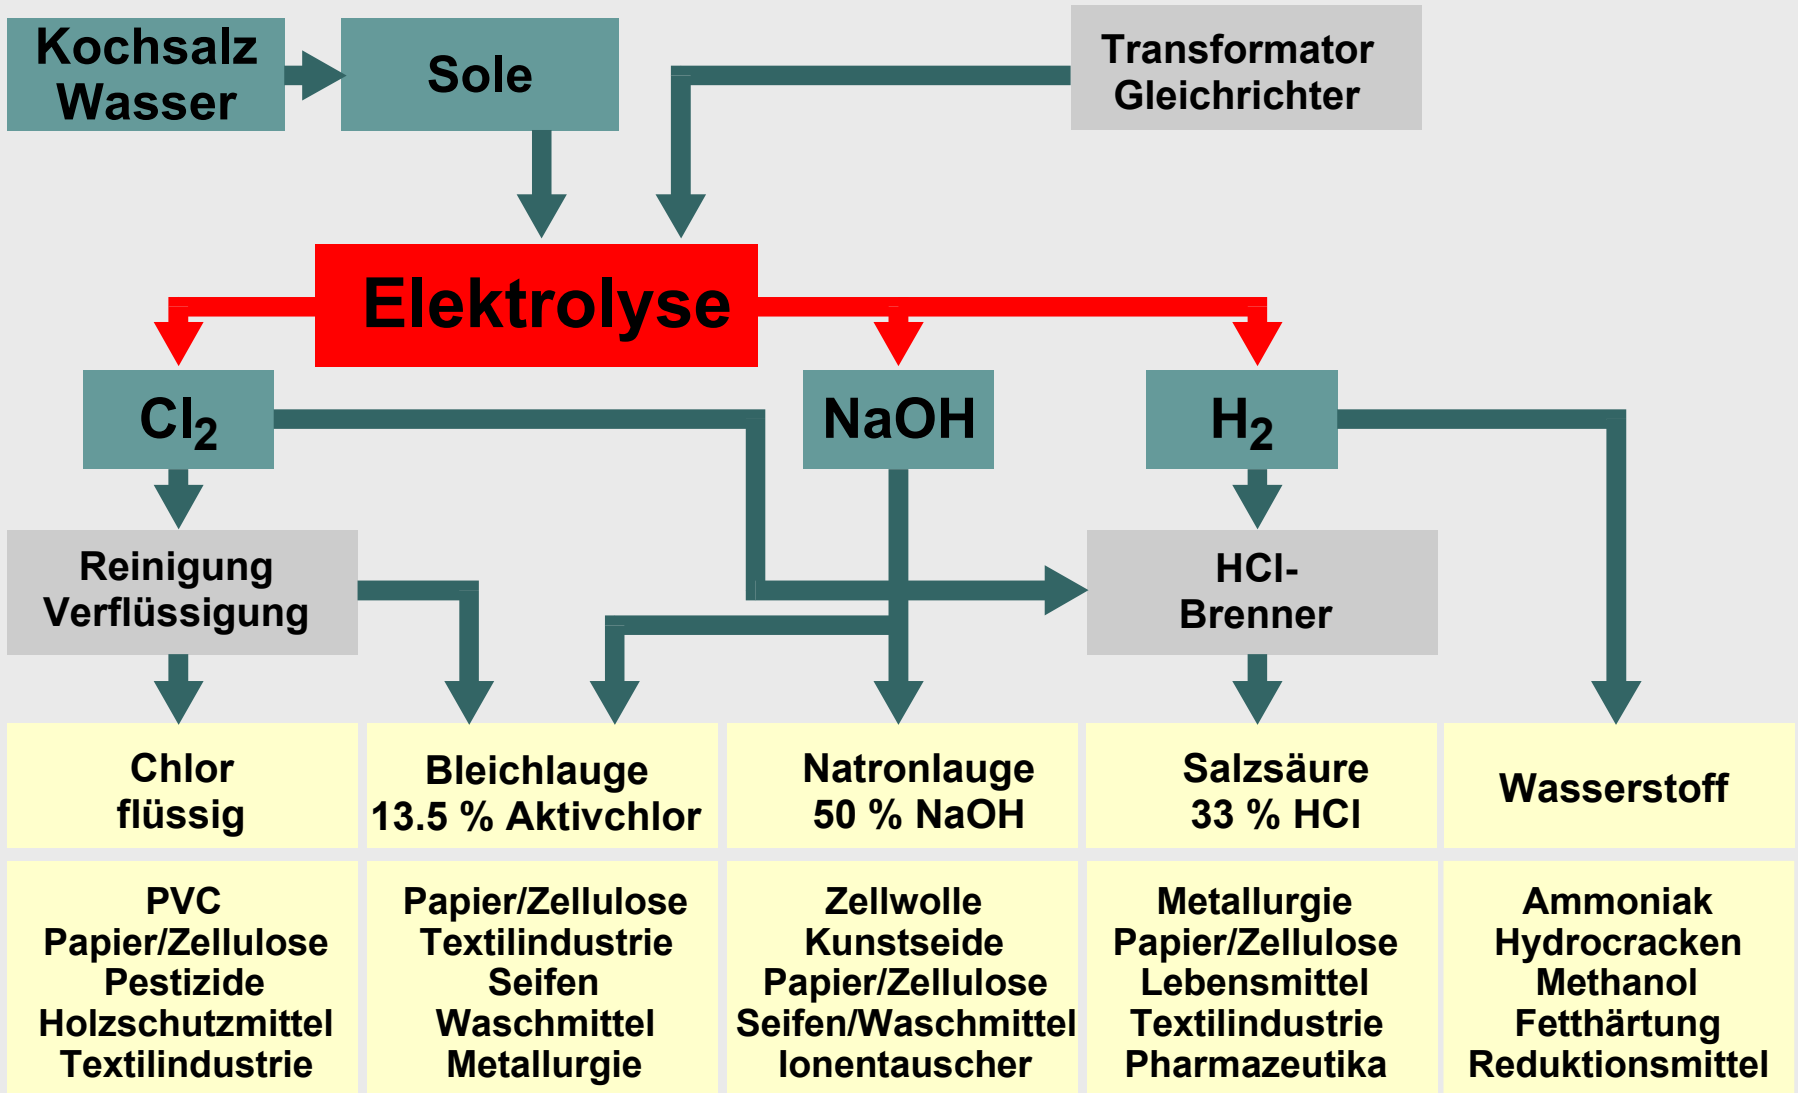 Kochsalz
Wasser
Sole
Transformator
Gleichrichter
Elektrolyse
Cl₂
NaOH
H₂
Reinigung
Verflüssigung
HCl-
Brenner
Chlor
flüssig
Bleichlauge
13.5 % Aktivchlor
Natronlauge
50 % NaOH
Salzsäure
33 % HCl
Wasserstoff
PVC
Papier/Zellulose
Pestizide
Holzschutzmittel
Textilindustrie
Papier/Zellulose
Textilindustrie
Seifen
Waschmittel
Metallurgie
Zellwolle
Kunstseide
Papier/Zellulose
Seifen/Waschmittel
Ionentauscher
Metallurgie
Papier/Zellulose
Lebensmittel
Textilindustrie
Pharmazeutika
Ammoniak
Hydrocracken
Methanol
Fetthärtung
Reduktionsmittel